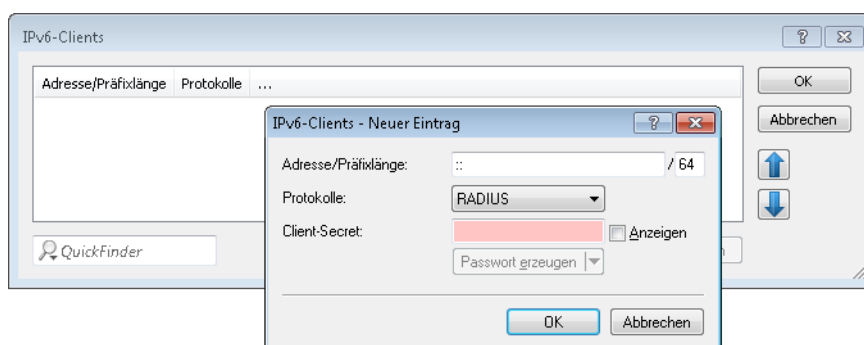 IPv6-Clients
Adresse/Präfixlänge Protokolle ...
OK
Abbrechen
QuickFinder
IPv6-Clients - Neuer Eintrag
Adresse/Präfixlänge: :: / 64
Protokolle: RADIUS
Client-Secret: Anzeigen
Passwort erzeugen
OK Abbrechen